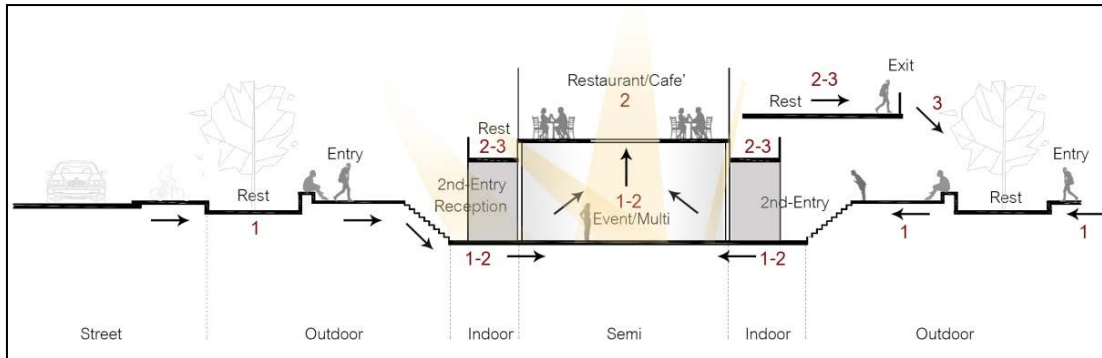 Restaurant/Cafe'
2
2-3
Exit
Rest
3
Rest
2-3
2-3
Entry
Entry
Rest
1
2nd-Entry
Reception
1-2
Event/Multi
2nd-Entry
Rest
1
1
1-2
1-2
Street
Outdoor
Indoor
Semi
Indoor
Outdoor